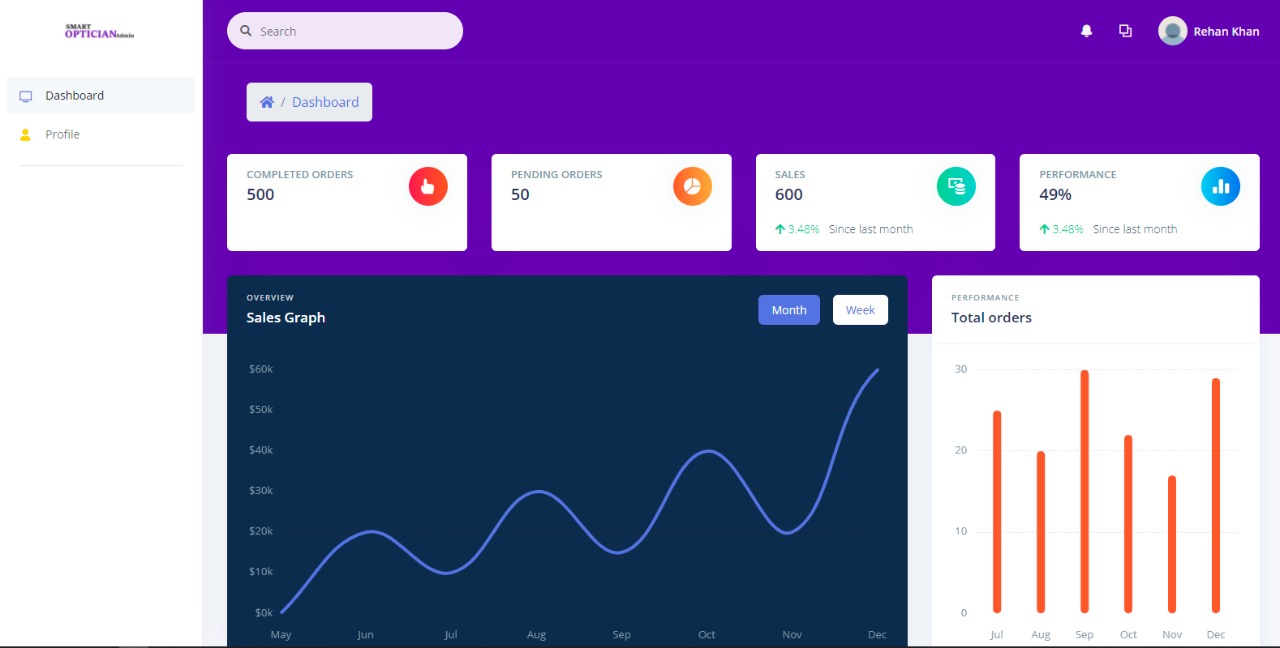 SMART
OPTICIANAdmin
Search
Rehan Khan
Dashboard
Profile
/ Dashboard
COMPLETED ORDERS
500
PENDING ORDERS
50
SALES
600
3.48% Since last month
PERFORMANCE
49%
3.48% Since last month
OVERVIEW
Sales Graph
Month
Week
$60k
$50k
$40k
$30k
$20k
$10k
$0k
May Jun Jul Aug Sep Oct Nov Dec
PERFORMANCE
Total orders
30
20
10
0
Jul Aug Sep Oct Nov Dec